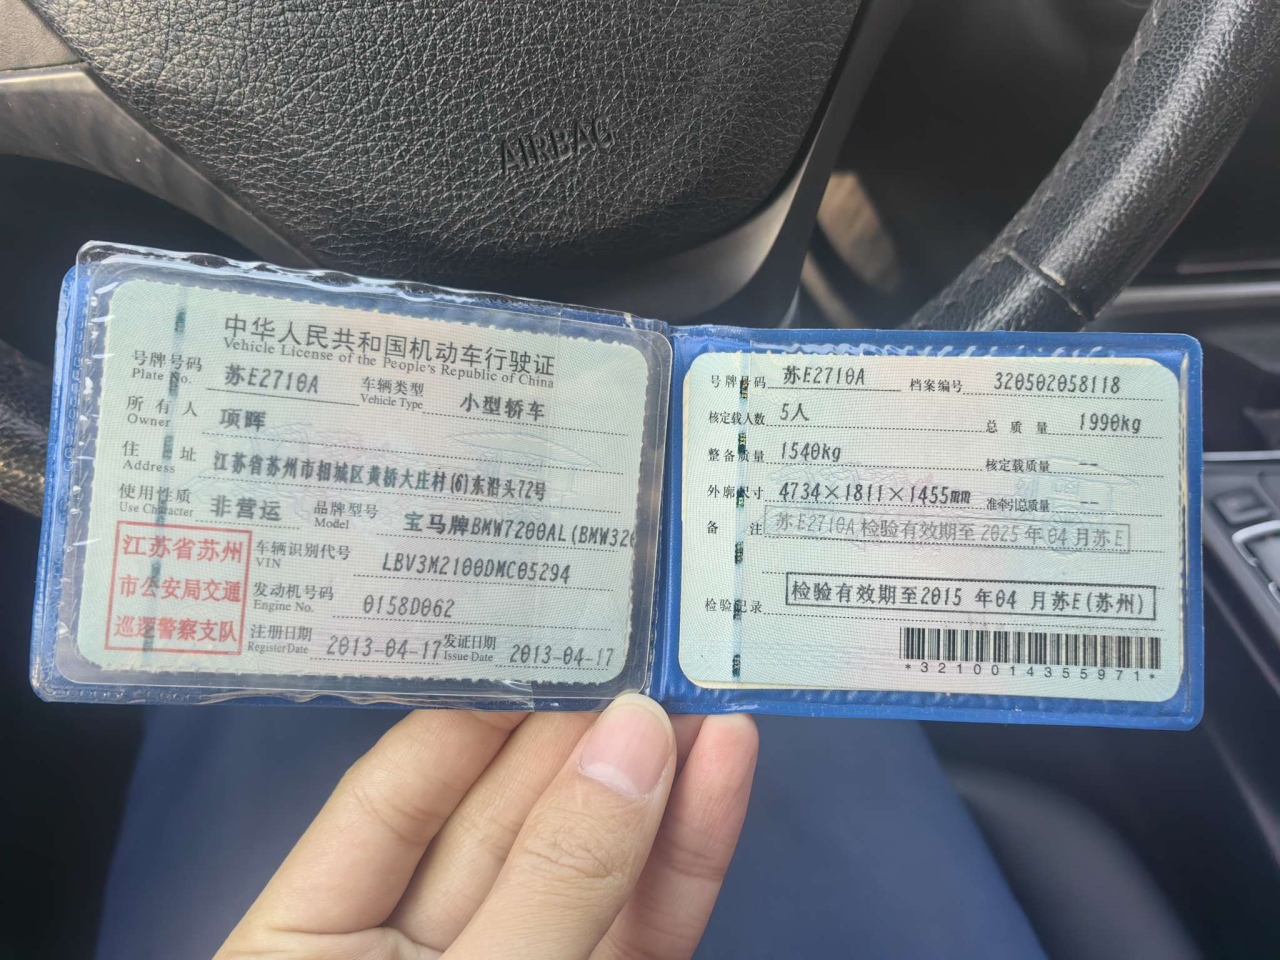 AIRBAG
中华人民共和国机动车行驶证
Vehicle License of the People's Republic of China
号牌号码 苏E2710A 车辆类型 小型轿车
Plate No. Vehicle Type
所有人 项晖
Owner
住址 江苏省苏州市相城区黄桥大庄村(6)东沿头72号
Address
使用性质 非营运 品牌型号 宝马牌BMW7200AL(BMW320
Use Character Model
江苏省苏州
市公安局交通
巡逻警察支队
车辆识别代号 LBV3M2100DMC05294
VIN
发动机号码 0158D062
Engine No.
注册日期 2013-04-17 发证日期 2013-04-17
Register Date Issue Date
号牌号码 苏E2710A 档案编号 320502058118
核定载人数 5人 总质量 1990kg
整备质量 1540kg 核定载质量 --
外廓尺寸 4734×1811×1455mm 准牵引总质量 --
备注 苏E2710A 检验有效期至 2025 年 04 月苏E
检验记录 检验有效期至2015 年04 月苏E(苏州)
*3210014355971*